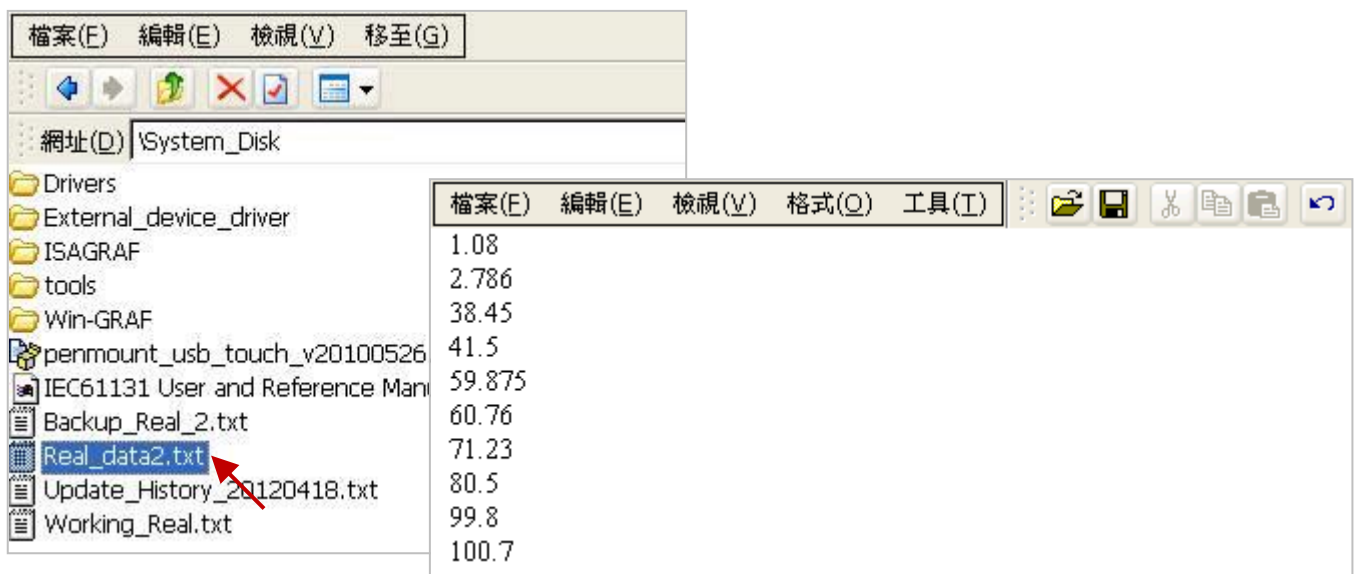 檔案(F) 編輯(E) 檢視(V) 移至(G)
網址(D) \System_Disk
Drivers
External_device_driver
ISAGRAF
tools
Win-GRAF
penmount_usb_touch_v20100526
IEC61131 User and Reference Manu
Backup_Real_2.txt
Real_data2.txt
Update_History_20120418.txt
Working_Real.txt
檔案(F) 編輯(E) 檢視(V) 格式(O) 工具(T)
1.08
2.786
38.45
41.5
59.875
60.76
71.23
80.5
99.8
100.7